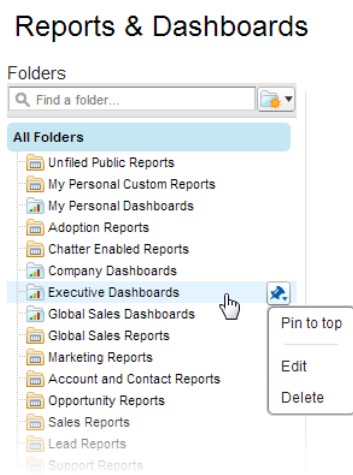 Reports & Dashboards
Folders
Find a folder...
All Folders
Unfiled Public Reports
My Personal Custom Reports
My Personal Dashboards
Adoption Reports
Chatter Enabled Reports
Company Dashboards
Executive Dashboards
Global Sales Dashboards
Global Sales Reports
Marketing Reports
Account and Contact Reports
Opportunity Reports
Sales Reports
Lead Reports
Support Reports
Pin to top
Edit
Delete